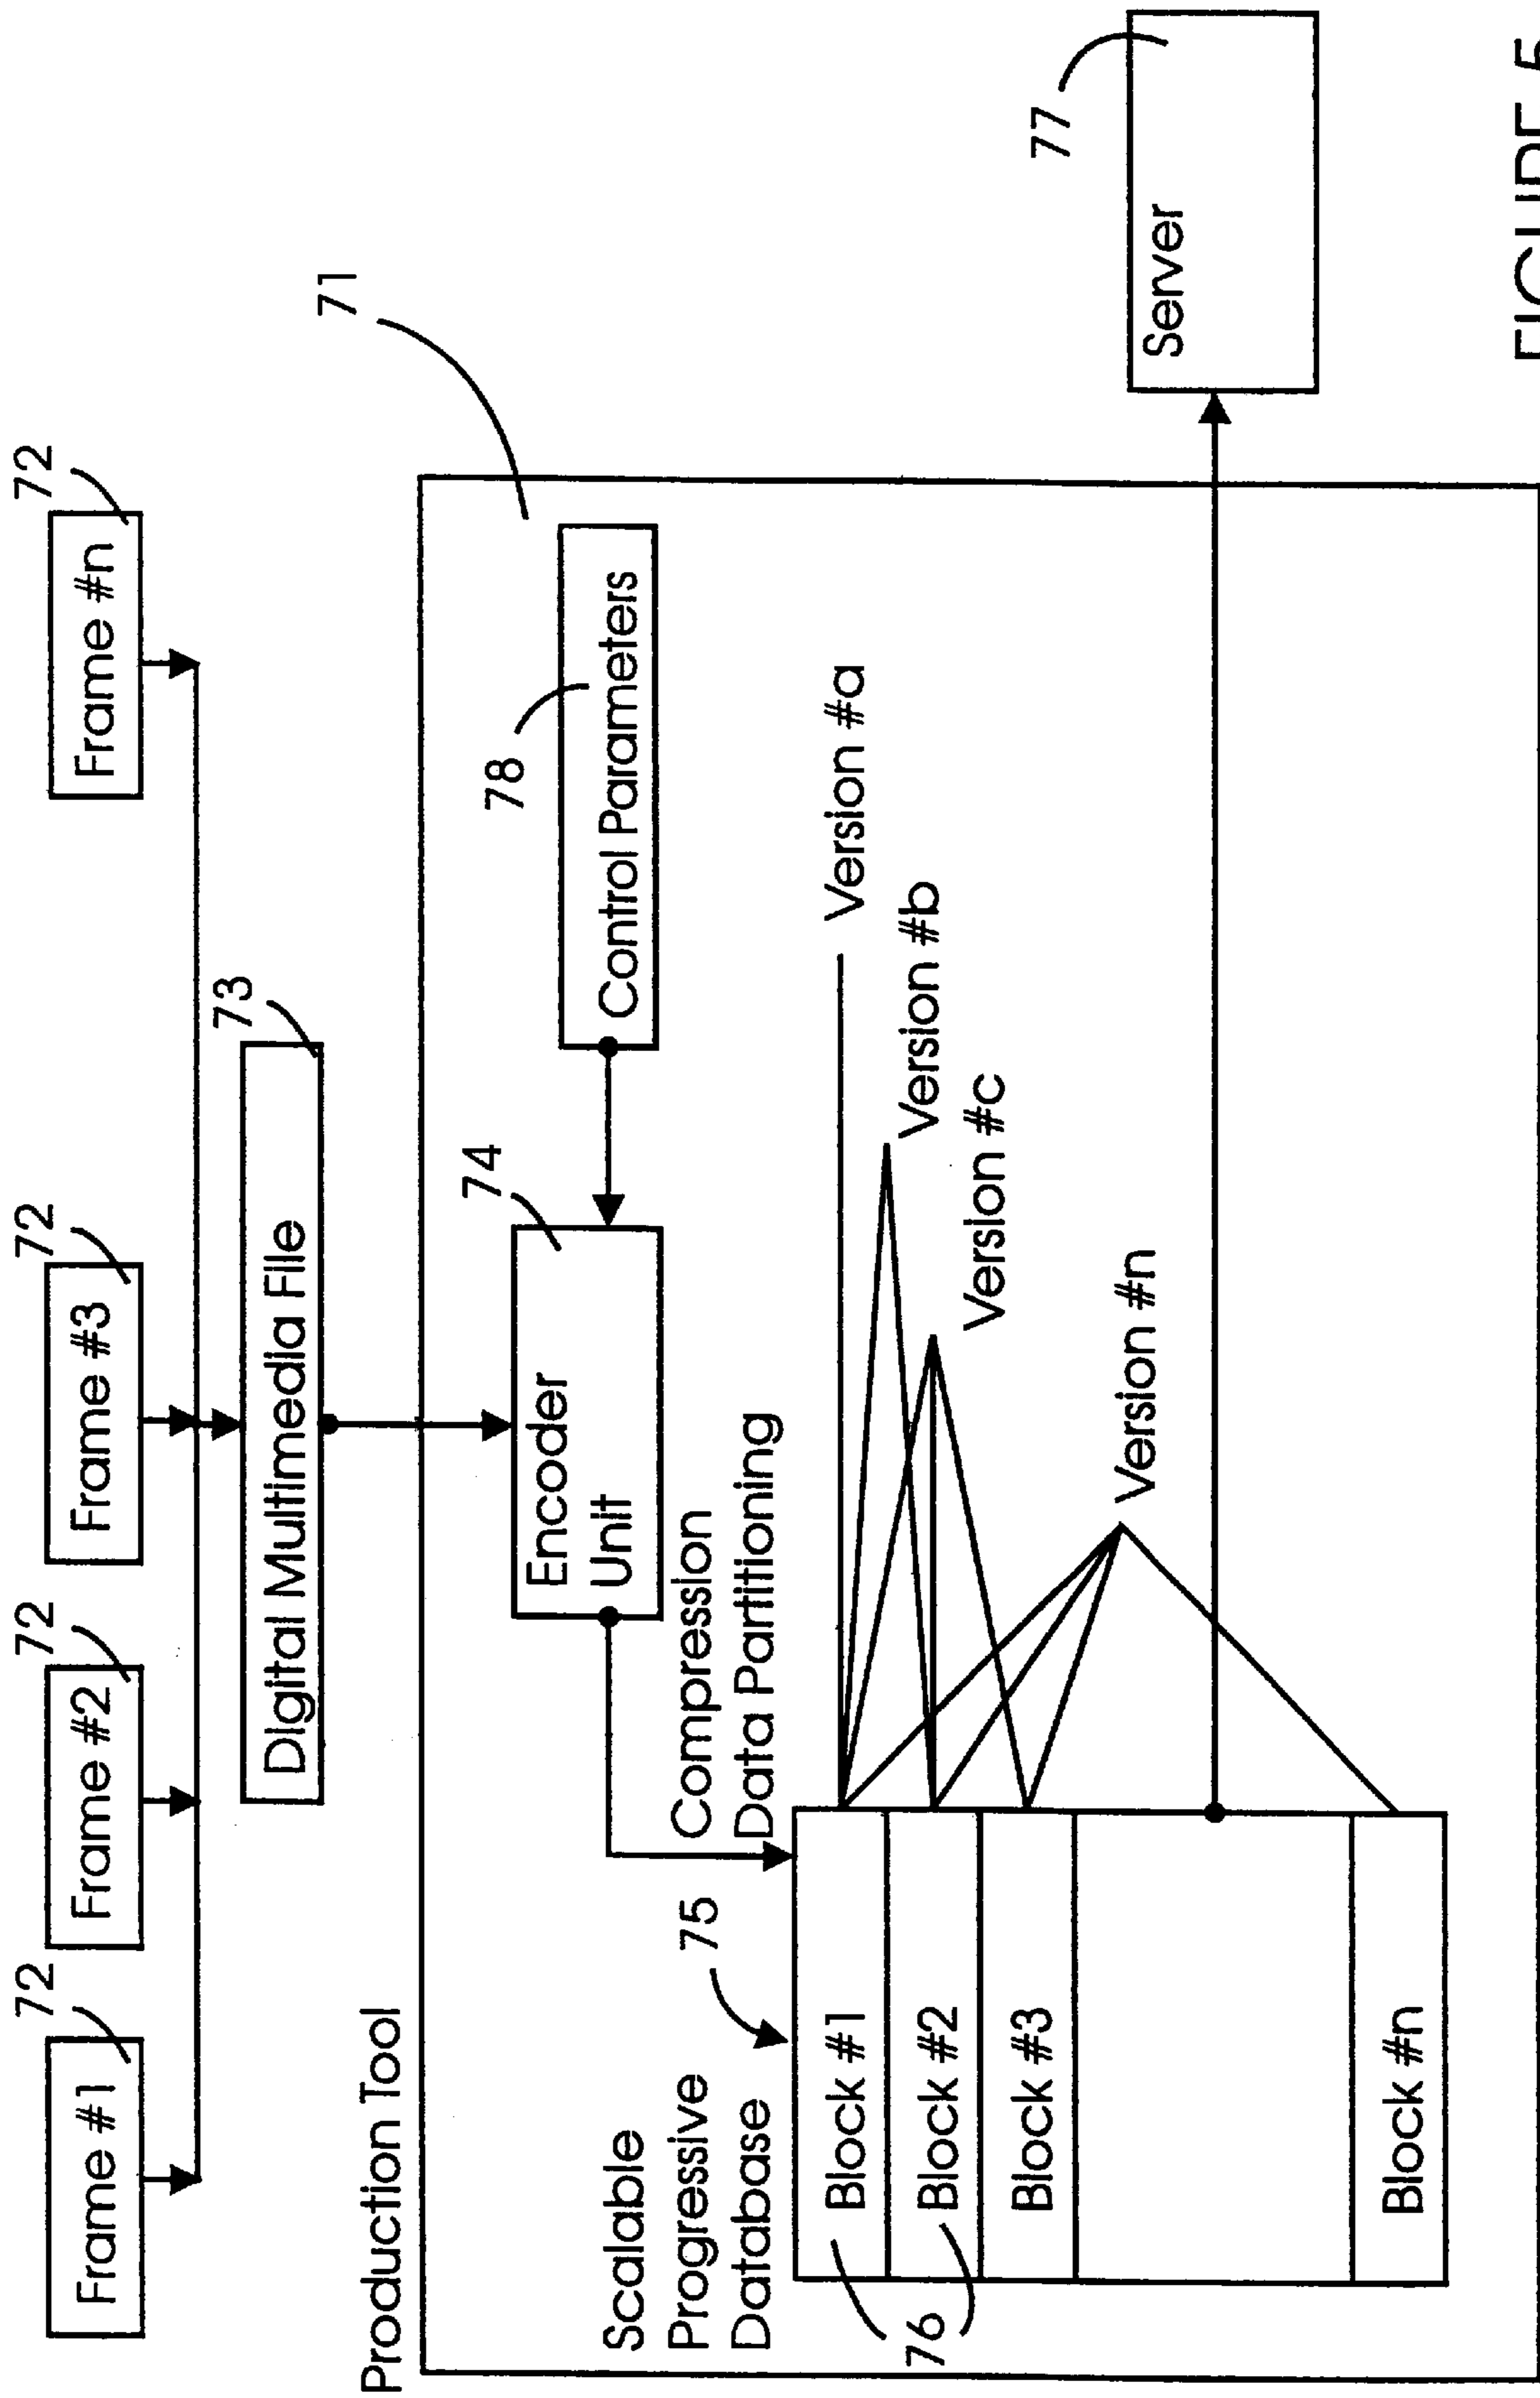 72
72
72
72
Frame #1
Frame #2
Frame #3
Frame #n
73
Digital Multimedia File
Production Tool
71
74
78
Encoder
Unit
Control Parameters
Compression
Data Partitioning
Scalable
Progressive
Database
75
76
Block #1
Block #2
Block #3
Block #n
Version #a
Version #b
Version #c
Version #n
77
Server
FIGURE 5